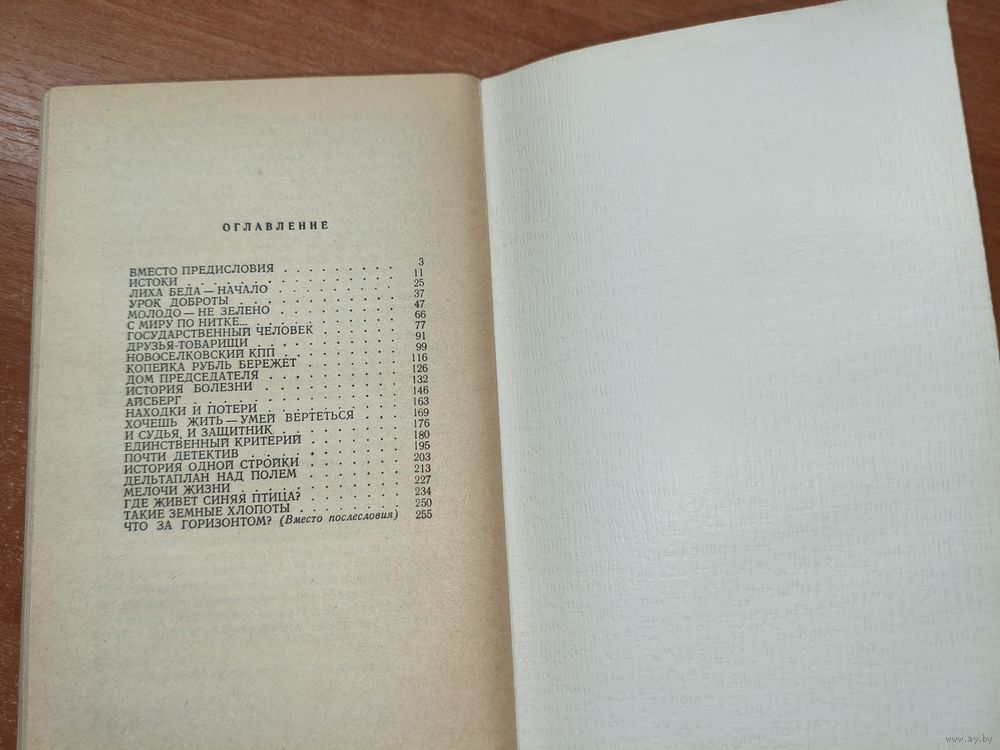 ОГЛАВЛЕНИЕ
ВМЕСТО ПРЕДИСЛОВИЯ . . . . . . . . . 3
ИСТОКИ . . . . . . . . . 11
ЛИХА БЕДА — НАЧАЛО . . . . . . . . . 25
УРОК ДОБРОТЫ . . . . . . . . . 37
МОЛОДО — НЕ ЗЕЛЕНО . . . . . . . . . 47
С МИРУ ПО НИТКЕ... . . . . . . . . . 66
ГОСУДАРСТВЕННЫЙ ЧЕЛОВЕК . . . . . . 77
ДРУЗЬЯ-ТОВАРИЩИ . . . . . . . . . 91
НОВОСЕЛКОВСКИЙ КПП . . . . . . . . . 99
КОПЕЙКА РУБЛЬ БЕРЕЖЕТ . . . . . . . 116
ДОМ ПРЕДСЕДАТЕЛЯ . . . . . . . . . 126
ИСТОРИЯ БОЛЕЗНИ . . . . . . . . . 132
АЙСБЕРГ . . . . . . . . . 146
НАХОДКИ И ПОТЕРИ . . . . . . . . . 163
ХОЧЕШЬ ЖИТЬ — УМЕЙ ВЕРТЕТЬСЯ . . . 169
И СУДЬЯ, И ЗАЩИТНИК . . . . . . . . 176
ЕДИНСТВЕННЫЙ КРИТЕРИЙ . . . . . . . 180
ПОЧТИ ДЕТЕКТИВ . . . . . . . . . 195
ИСТОРИЯ ОДНОЙ СТРОЙКИ . . . . . . . 203
ДЕЛЬТАПЛАН НАД ПОЛЕМ . . . . . . . 213
МЕЛОЧИ ЖИЗНИ . . . . . . . . . 227
ГДЕ ЖИВЕТ СИНЯЯ ПТИЦА? . . . . . . . 234
ТАКИЕ ЗЕМНЫЕ ХЛОПОТЫ . . . . . . . 250
ЧТО ЗА ГОРИЗОНТОМ? (Вместо послесловия) 255
www.ay.by